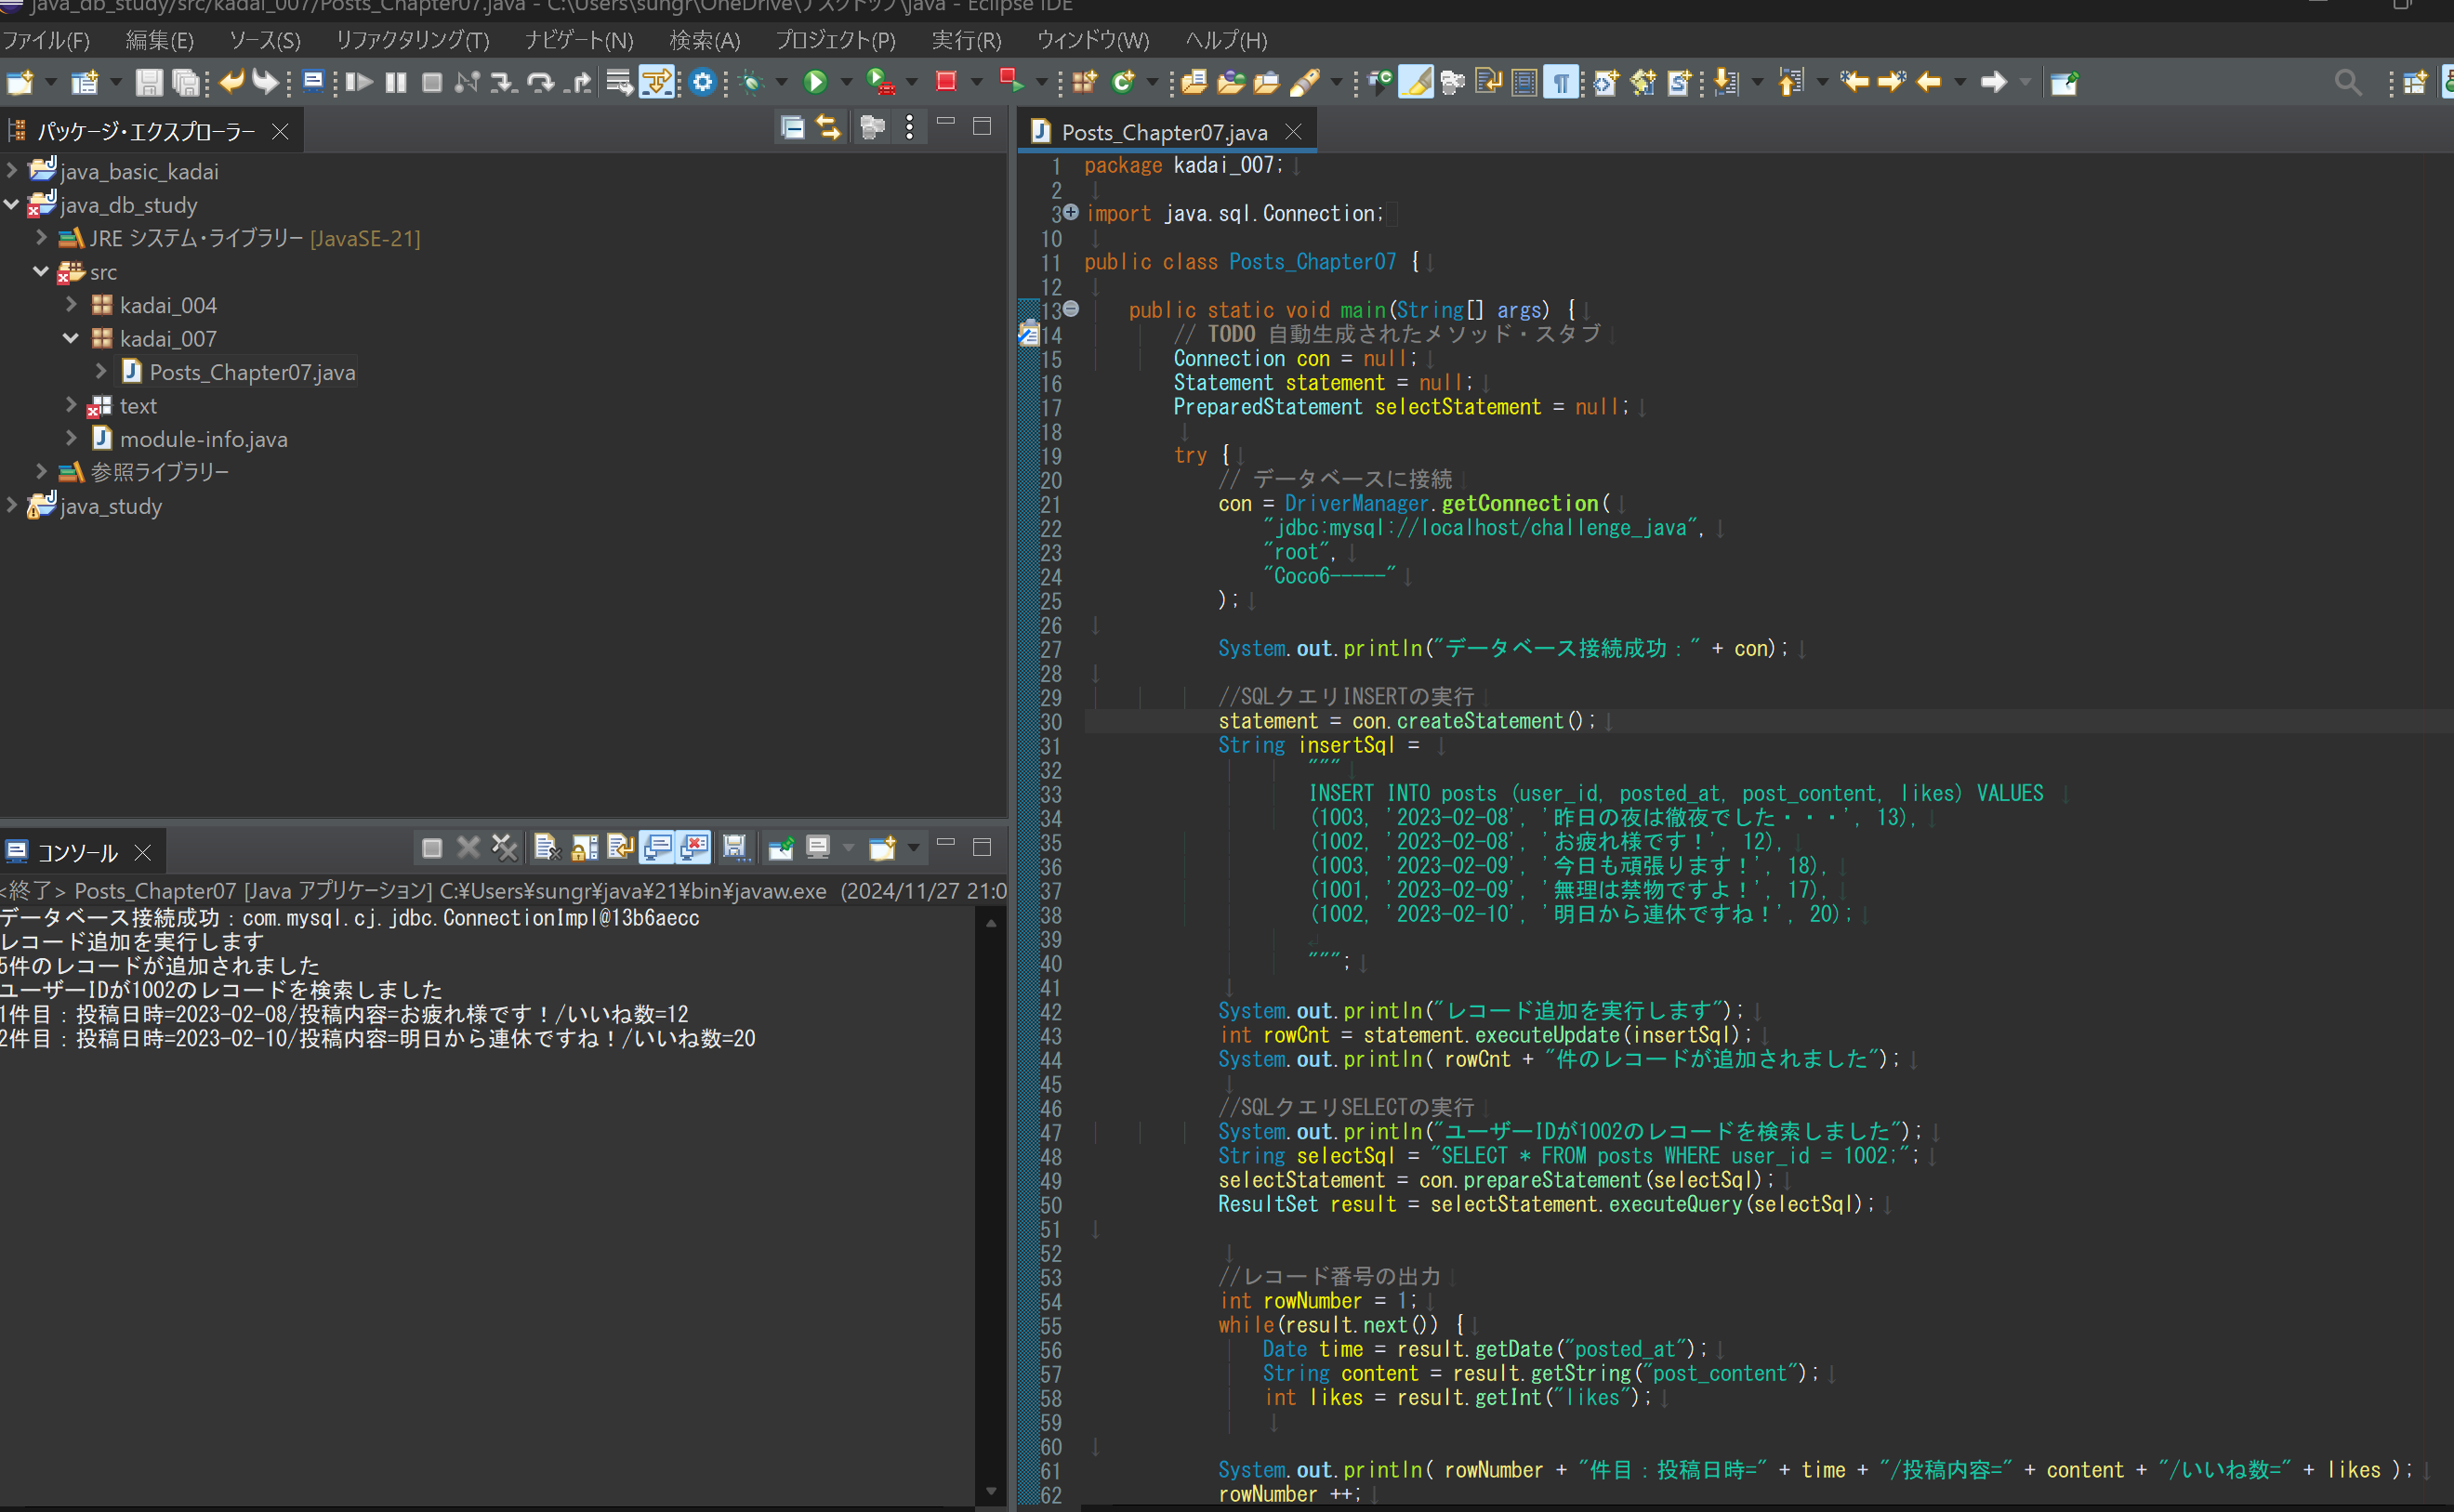 java_db_study/src/kadai_007/Posts_Chapter07.java - C:\Users\sungr\OneDrive\デスクトップ\java - Eclipse IDE
ファイル(F) 編集(E) ソース(S) リファクタリング(T) ナビゲート(N) 検索(A) プロジェクト(P) 実行(R) ウィンドウ(W) ヘルプ(H)
パッケージ・エクスプローラー
java_basic_kadai
java_db_study
JRE システム・ライブラリー [JavaSE-21]
src
kadai_004
kadai_007
Posts_Chapter07.java
text
module-info.java
参照ライブラリー
java_study
コンソール
<終了> Posts_Chapter07 [Java アプリケーション] C:¥Users¥sungr¥java¥21¥bin¥javaw.exe (2024/11/27 21:0
データベース接続成功：com.mysql.cj.jdbc.ConnectionImpl@13b6aecc
レコード追加を実行します
5件のレコードが追加されました
ユーザーIDが1002のレコードを検索しました
1件目：投稿日時=2023-02-08/投稿内容=お疲れ様です！/いいね数=12
2件目：投稿日時=2023-02-10/投稿内容=明日から連休ですね！/いいね数=20
Posts_Chapter07.java
1 package kadai_007;
2
3 import java.sql.Connection;
10
11 public class Posts_Chapter07 {
12
13 public static void main(String[] args) {
14 // TODO 自動生成されたメソッド・スタブ
15 Connection con = null;
16 Statement statement = null;
17 PreparedStatement selectStatement = null;
18
19 try {
20 // データベースに接続
21 con = DriverManager.getConnection(
22 "jdbc:mysql://localhost/challenge_java",
23 "root",
24 "Coco6-----"
25 );
26
27 System.out.println("データベース接続成功：" + con);
28
29 //SQLクエリINSERTの実行
30 statement = con.createStatement();
31 String insertSql =
32 """
33 INSERT INTO posts (user_id, posted_at, post_content, likes) VALUES
34 (1003, '2023-02-08', '昨日の夜は徹夜でした・・・', 13),
35 (1002, '2023-02-08', 'お疲れ様です！', 12),
36 (1003, '2023-02-09', '今日も頑張ります！', 18),
37 (1001, '2023-02-09', '無理は禁物ですよ！', 17),
38 (1002, '2023-02-10', '明日から連休ですね！', 20);
39
40 """;
41
42 System.out.println("レコード追加を実行します");
43 int rowCnt = statement.executeUpdate(insertSql);
44 System.out.println( rowCnt + "件のレコードが追加されました");
45
46 //SQLクエリSELECTの実行
47 System.out.println("ユーザーIDが1002のレコードを検索しました");
48 String selectSql = "SELECT * FROM posts WHERE user_id = 1002;";
49 selectStatement = con.prepareStatement(selectSql);
50 ResultSet result = selectStatement.executeQuery(selectSql);
51
52
53 //レコード番号の出力
54 int rowNumber = 1;
55 while(result.next()) {
56 Date time = result.getDate("posted_at");
57 String content = result.getString("post_content");
58 int likes = result.getInt("likes");
59
60
61 System.out.println( rowNumber + "件目：投稿日時=" + time + "/投稿内容=" + content + "/いいね数=" + likes );
62 rowNumber ++;